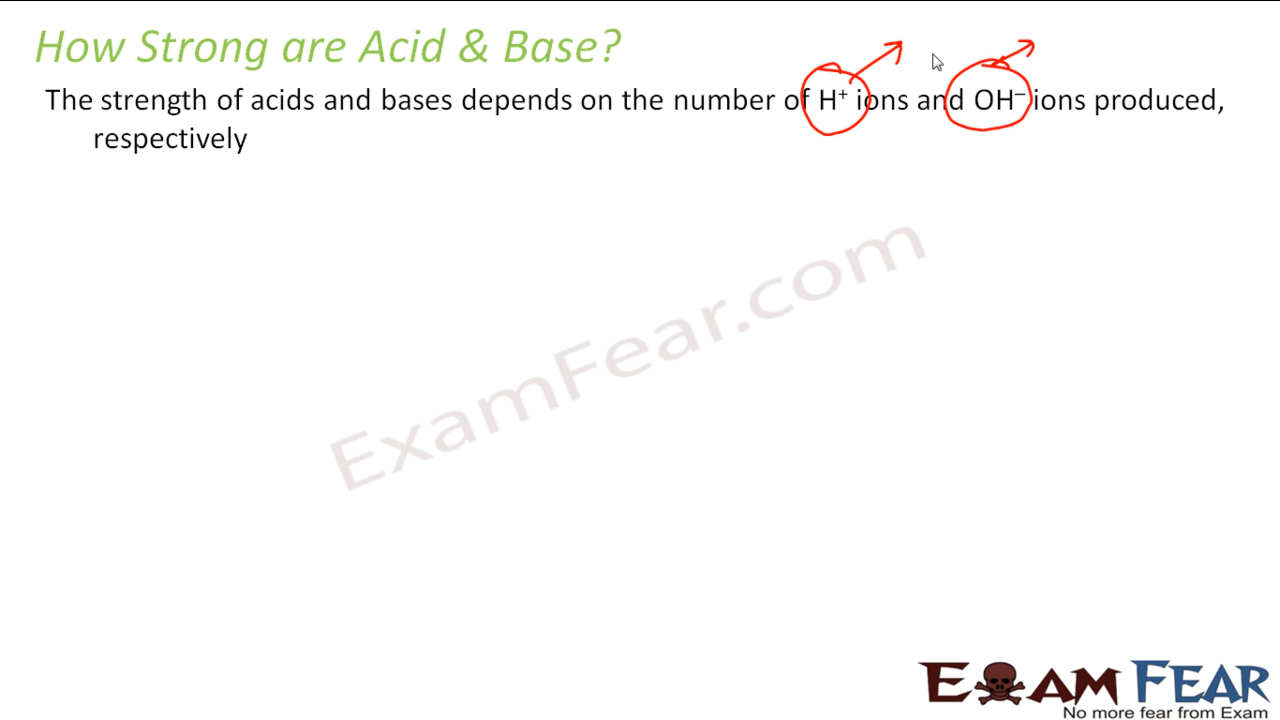 How Strong are Acid & Base?
The strength of acids and bases depends on the number of H⁺ ions and OH⁻ ions produced,
respectively
ExamFear.com
EXAM FEAR
No more fear from Exam